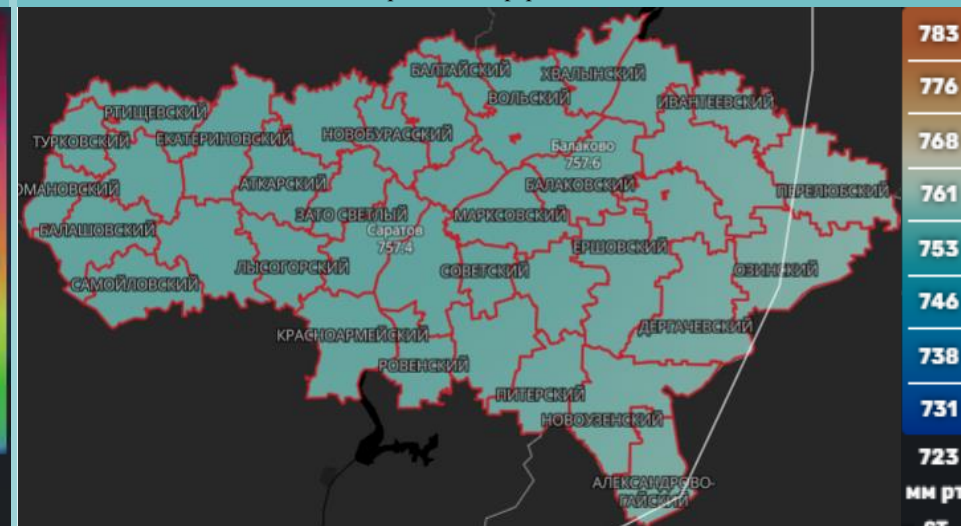 БАЛТАЙСКИЙ
ХВАЛЫНСКИЙ
ВОЛЬСКИЙ
ИВАНТЕЕВСКИЙ
РТИЩЕВСКИЙ
ТУРКОВСКИЙ
ЕКАТЕРИНОВСКИЙ
НОВОБУРАССКИЙ
Балаково
757.6
АТКАРСКИЙ
БАЛАКОВСКИЙ
ОМАНОВСКИЙ
ПЕРЕЛЮБСКИЙ
ЗАТО СВЕТЛЫЙ
МАРКСОВСКИЙ
Саратов
757.4
БАЛАШОВСКИЙ
ЕРШОВСКИЙ
ЛЫСОГОРСКИЙ
СОВЕТСКИЙ
ОЗИНСКИЙ
САМОЙЛОВСКИЙ
КРАСНОАРМЕЙСКИЙ
ДЕРГАЧЕВСКИЙ
РОВЕНСКИЙ
ПИТЕРСКИЙ
НОВОУЗЕНСКИЙ
АЛЕКСАНДРОВО-
ГАЙСКИЙ
783
776
768
761
753
746
738
731
723
мм рт